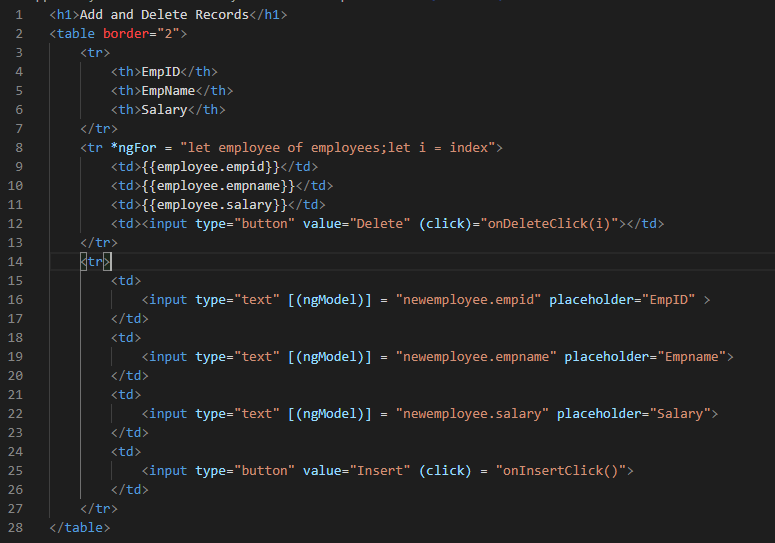 1 <h1>Add and Delete Records</h1>
2 <table border="2">
3     <tr>
4         <th>EmpID</th>
5         <th>EmpName</th>
6         <th>Salary</th>
7     </tr>
8     <tr *ngFor = "let employee of employees;let i = index">
9         <td>{{employee.empid}}</td>
10         <td>{{employee.empname}}</td>
11         <td>{{employee.salary}}</td>
12         <td><input type="button" value="Delete" (click)="onDeleteClick(i)"></td>
13     </tr>
14     <tr>
15         <td>
16             <input type="text" [(ngModel)] = "newemployee.empid" placeholder="EmpID" >
17         </td>
18         <td>
19             <input type="text" [(ngModel)] = "newemployee.empname" placeholder="Empname">
20         </td>
21         <td>
22             <input type="text" [(ngModel)] = "newemployee.salary" placeholder="Salary">
23         </td>
24         <td>
25             <input type="button" value="Insert" (click) = "onInsertClick()">
26         </td>
27     </tr>
28 </table>